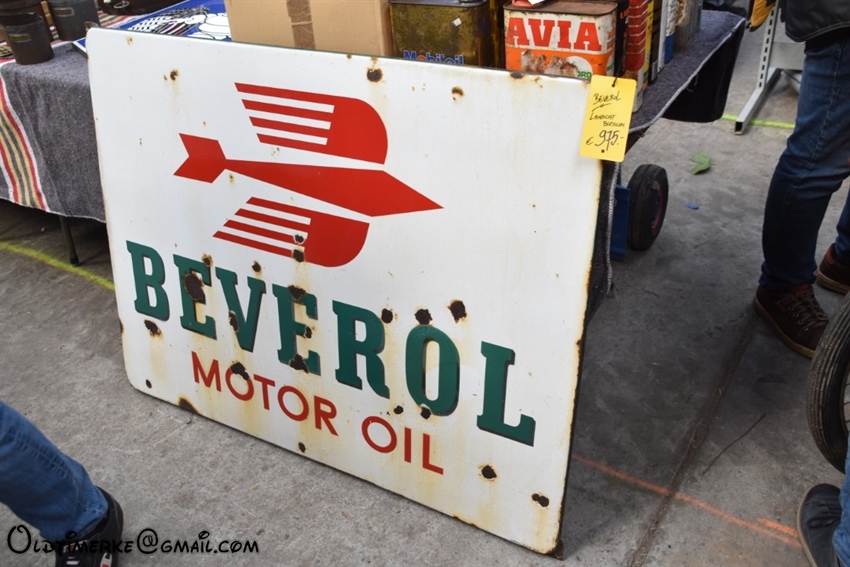 Mobiloil
AVIA
BEVEROL
€ 975.-
BEVEROL
MOTOR OIL
Oldtimerke@gmail.com